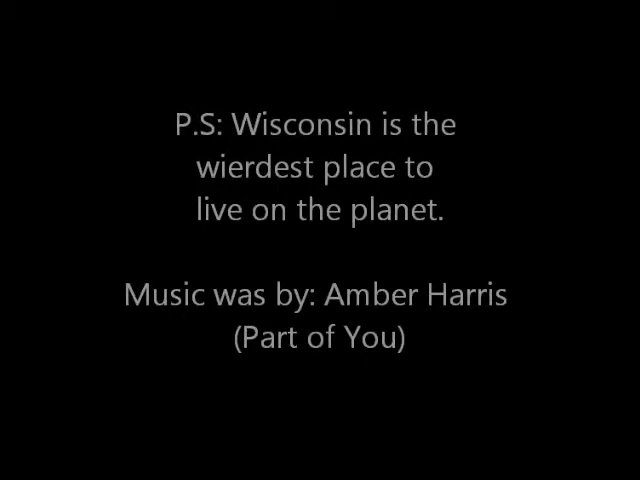 P.S: Wisconsin is the
wierdest place to
live on the planet.
Music was by: Amber Harris
(Part of You)